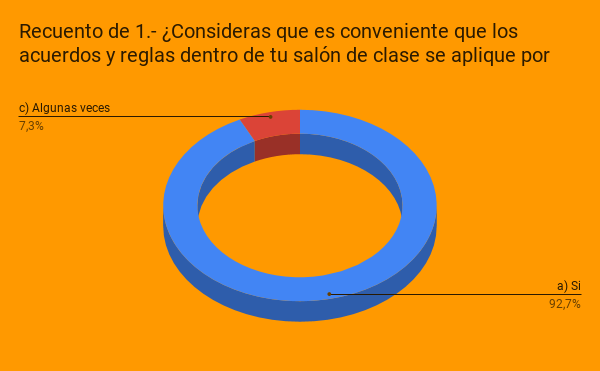 Recuento de 1.- ¿Consideras que es conveniente que los
acuerdos y reglas dentro de tu salón de clase se aplique por
c) Algunas veces
7,3%
a) Si
92,7%